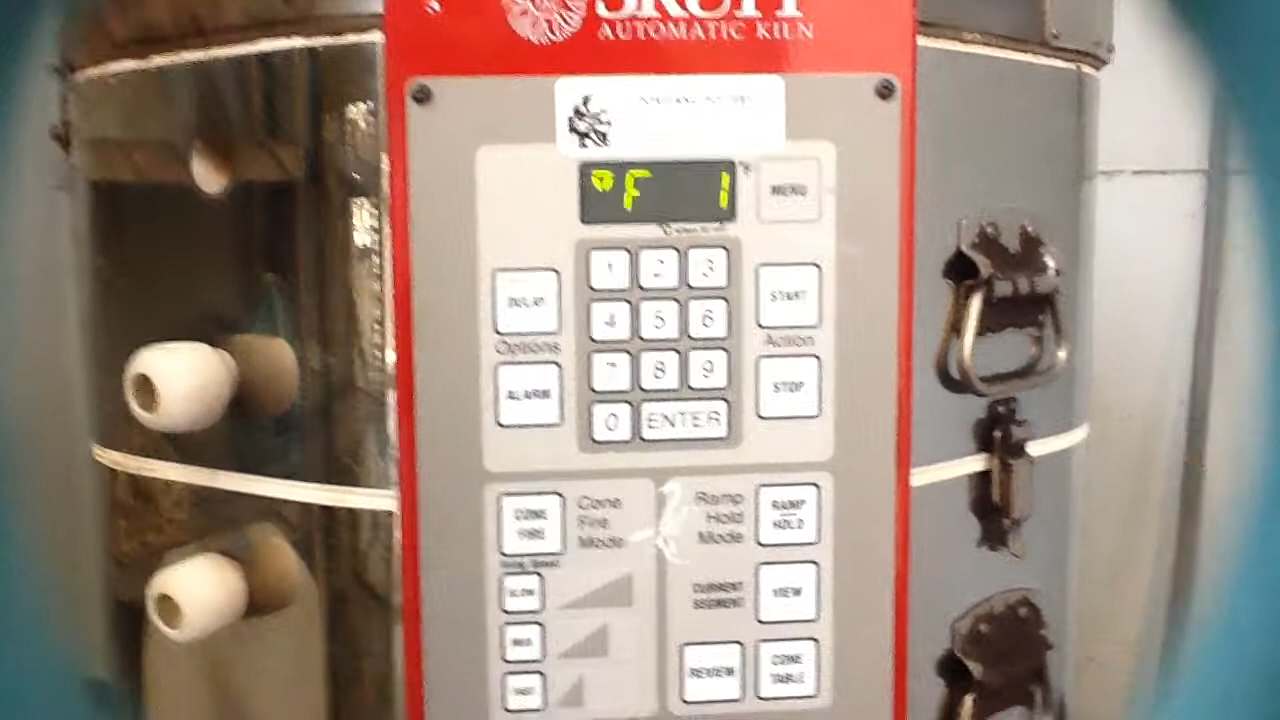 SKUTT
AUTOMATIC KILN
°F 1
MENU
1 2 3
DELAY
START
4 5 6
Options
Action
7 8 9
ALARM
STOP
0 ENTER
CONE
FIRE
Cone
Fire
Mode
Ramp
Hold
Mode
RAMP
HOLD
SLOW
CURRENT
SEGMENT
VIEW
MED
REVIEW
CONE
TABLE
FAST